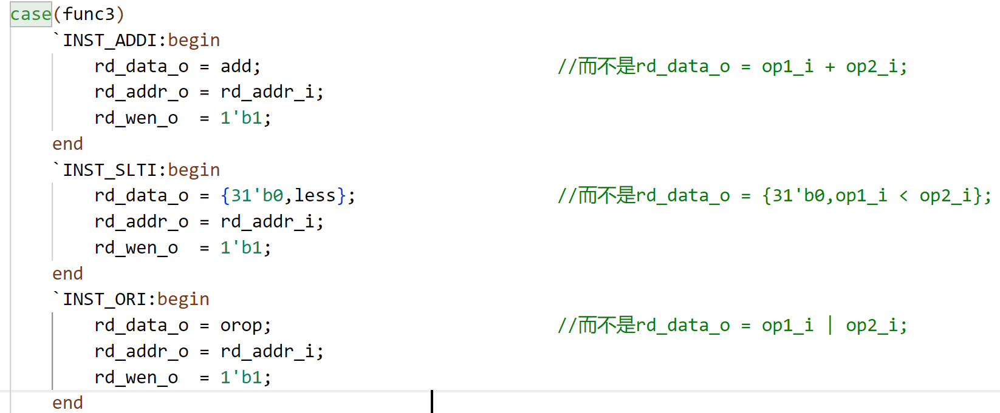 case(func3)
`INST_ADDI:begin
rd_data_o = add; //而不是rd_data_o = op1_i + op2_i;
rd_addr_o = rd_addr_i;
rd_wen_o  = 1'b1;
end
`INST_SLTI:begin
rd_data_o = {31'b0,less}; //而不是rd_data_o = {31'b0,op1_i < op2_i};
rd_addr_o = rd_addr_i;
rd_wen_o  = 1'b1;
end
`INST_ORI:begin
rd_data_o = orop; //而不是rd_data_o = op1_i | op2_i;
rd_addr_o = rd_addr_i;
rd_wen_o  = 1'b1;
end